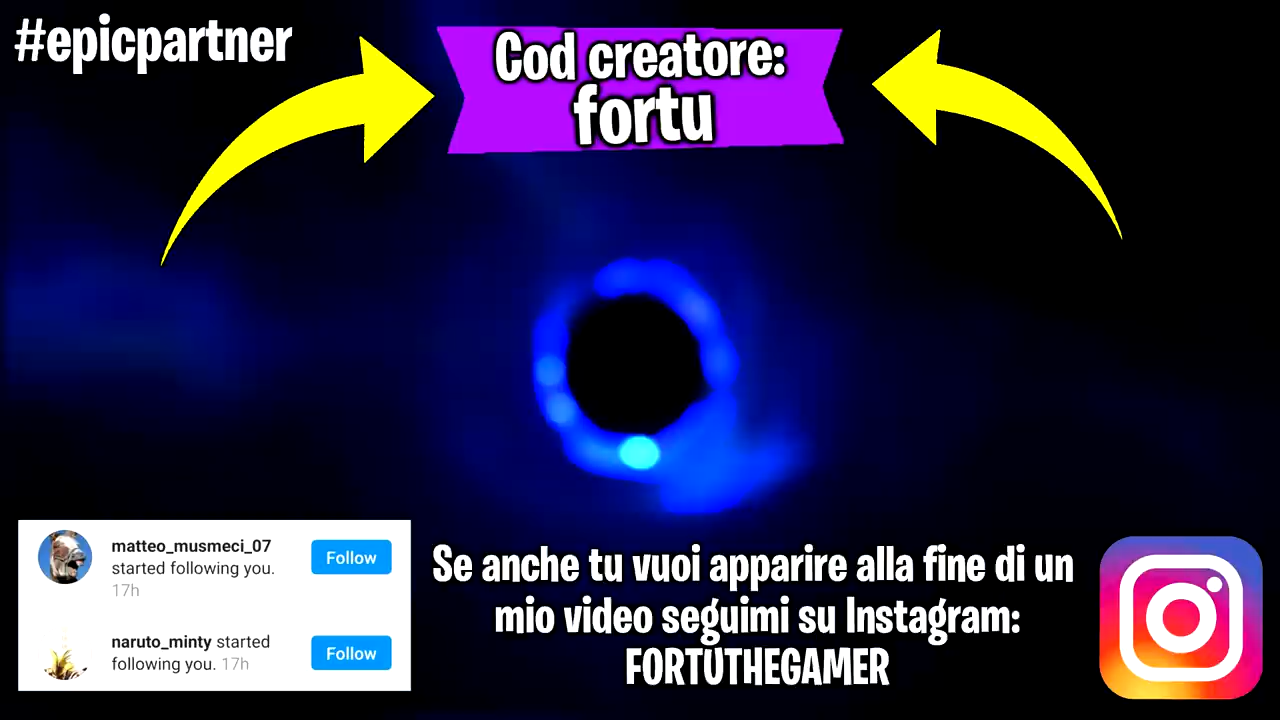 #epicpartner
Cod creatore:
fortu
matteo_musmeci_07
started following you.
17h
Follow
naruto_minty started
following you. 17h
Follow
Se anche tu vuoi apparire alla fine di un
mio video seguimi su Instagram:
FORTUTHEGAMER